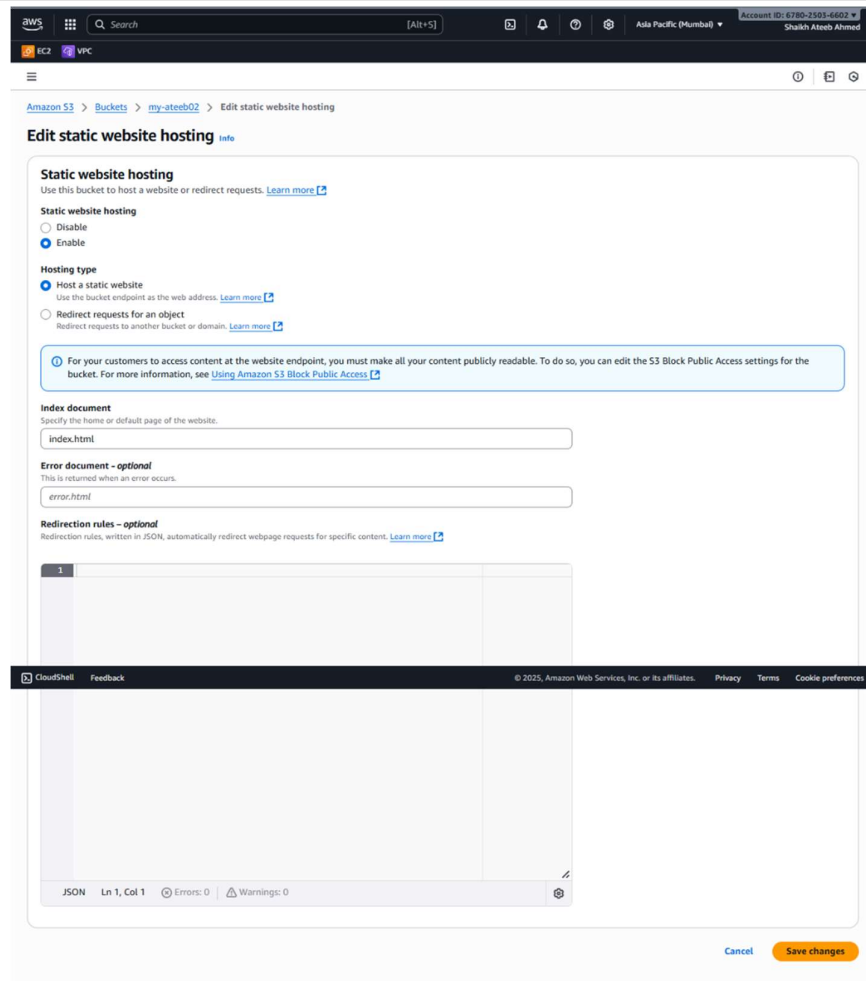 aws
Search
[Alt+S]
Asia Pacific (Mumbai) ▼
Account ID: 6780-2503-6602 ▼
Shaikh Ateeb Ahmed
EC2
VPC
Amazon S3 > Buckets > my-ateeb02 > Edit static website hosting
Edit static website hosting Info
Static website hosting
Use this bucket to host a website or redirect requests. Learn more
Static website hosting
Disable
Enable
Hosting type
Host a static website
Use the bucket endpoint as the web address. Learn more
Redirect requests for an object
Redirect requests to another bucket or domain. Learn more
For your customers to access content at the website endpoint, you must make all your content publicly readable. To do so, you can edit the S3 Block Public Access settings for the
bucket. For more information, see Using Amazon S3 Block Public Access
Index document
Specify the home or default page of the website.
index.html
Error document – optional
This is returned when an error occurs.
error.html
Redirection rules – optional
Redirection rules, written in JSON, automatically redirect webpage requests for specific content. Learn more
1
CloudShell Feedback © 2025, Amazon Web Services, Inc. or its affiliates. Privacy Terms Cookie preferences
JSON Ln 1, Col 1 Errors: 0 Warnings: 0
Cancel Save changes